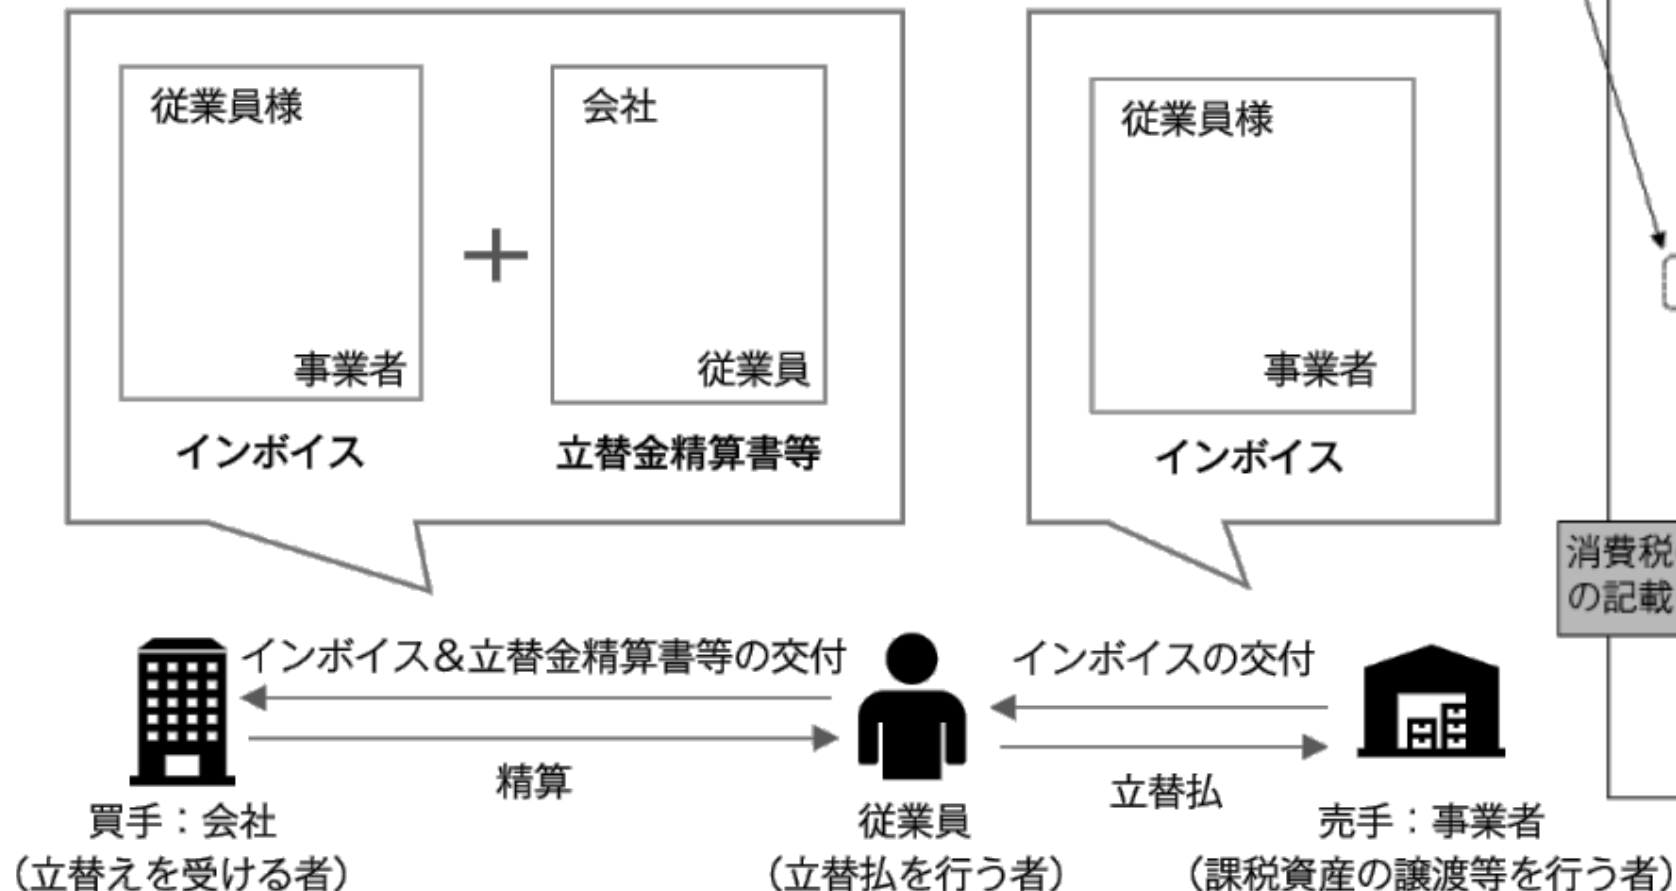 従業員様
事業者
インボイス
+
会社
従業員
立替金精算書等
従業員様
事業者
インボイス
消費税
の記載
インボイス&立替金精算書等の交付
精算
インボイスの交付
立替払
買手：会社
（立替えを受ける者）
従業員
（立替払を行う者）
売手：事業者
（課税資産の譲渡等を行う者）